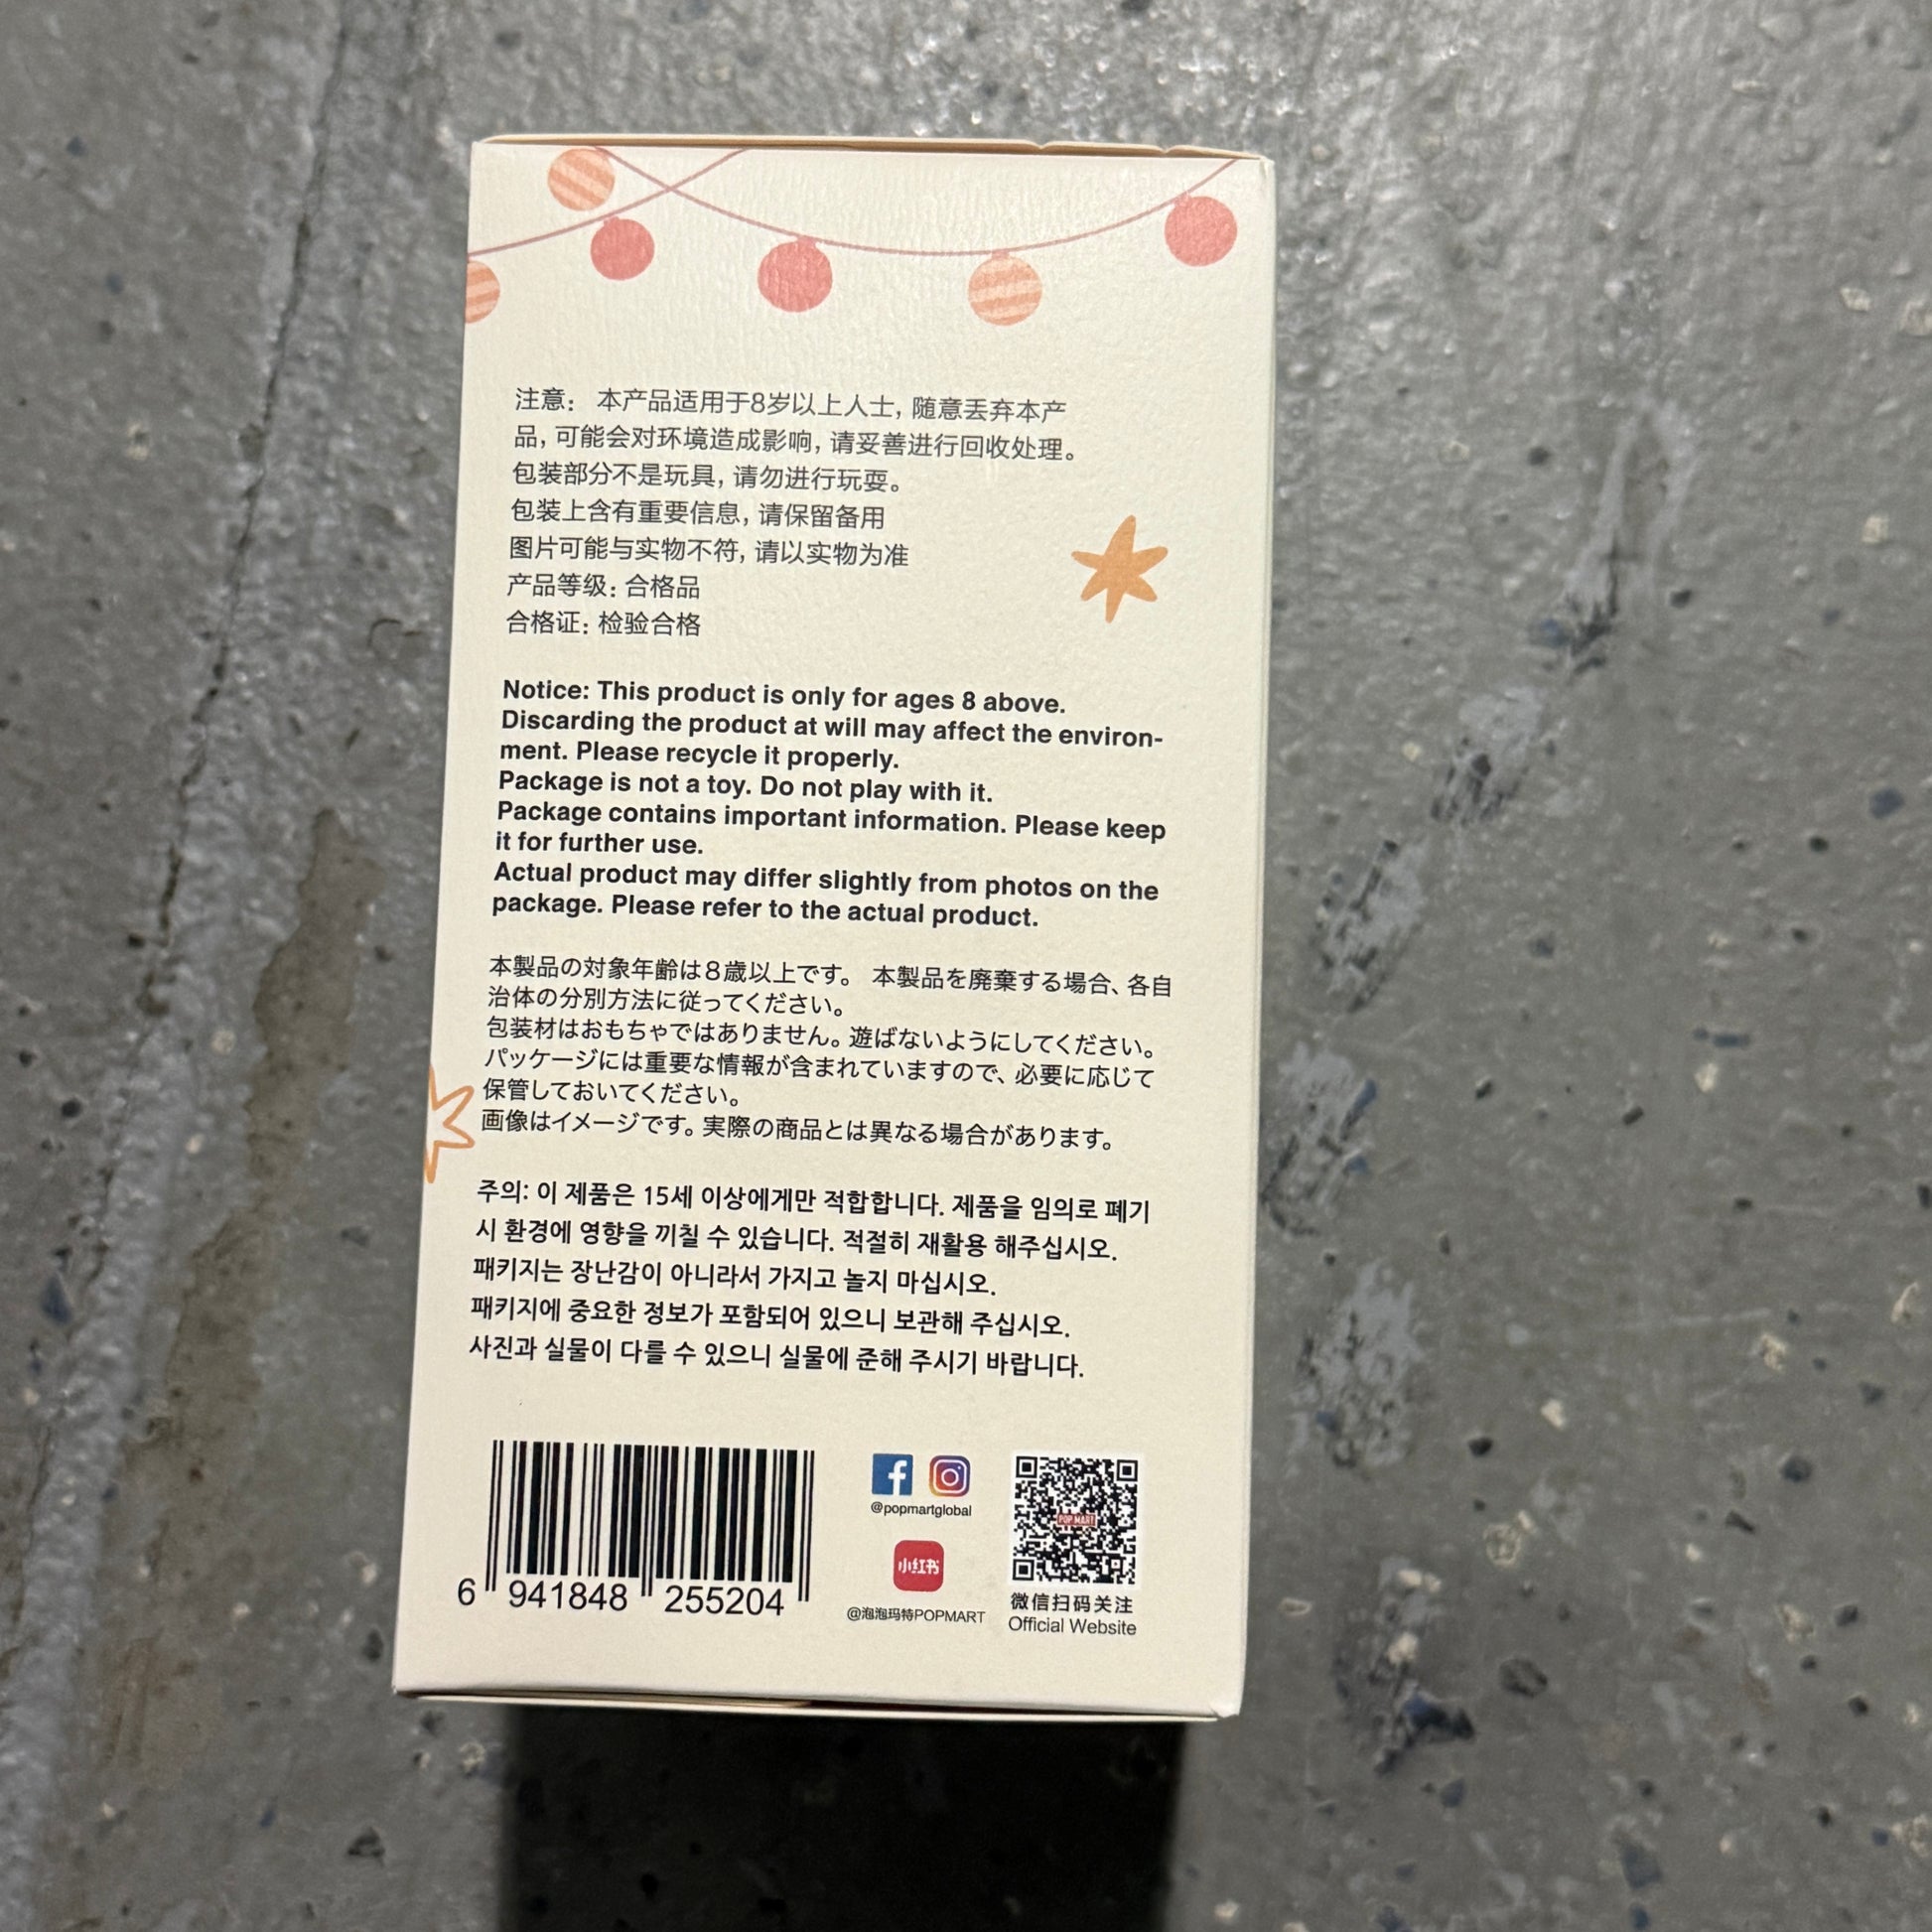 注意： 本产品适用于8岁以上人士, 随意丢弃本产
品, 可能会对环境造成影响, 请妥善进行回收处理。
包装部分不是玩具, 请勿进行玩耍。
包装上含有重要信息, 请保留备用
图片可能与实物不符, 请以实物为准
产品等级: 合格品
合格证: 检验合格
Notice: This product is only for ages 8 above.
Discarding the product at will may affect the environ-
ment. Please recycle it properly.
Package is not a toy. Do not play with it.
Package contains important information. Please keep
it for further use.
Actual product may differ slightly from photos on the
package. Please refer to the actual product.
本製品の対象年齢は８歳以上です。 本製品を廃棄する場合、各自
治体の分別方法に従ってください。
包装材はおもちゃではありません。遊ばないようにしてください。
パッケージには重要な情報が含まれていますので、必要に応じて
保管しておいてください。
画像はイメージです。実際の商品とは異なる場合があります。
주의: 이 제품은 15세 이상에게만 적합합니다. 제품을 임의로 폐기
시 환경에 영향을 끼칠 수 있습니다. 적절히 재활용 해주십시오.
패키지는 장난감이 아니라서 가지고 놀지 마십시오.
패키지에 중요한 정보가 포함되어 있으니 보관해 주십시오.
사진과 실물이 다를 수 있으니 실물에 준해 주시기 바랍니다.
6 941848 255204
@popmartglobal
小红书
@泡泡玛特POPMART
POP MART
微信扫码关注
Official Website